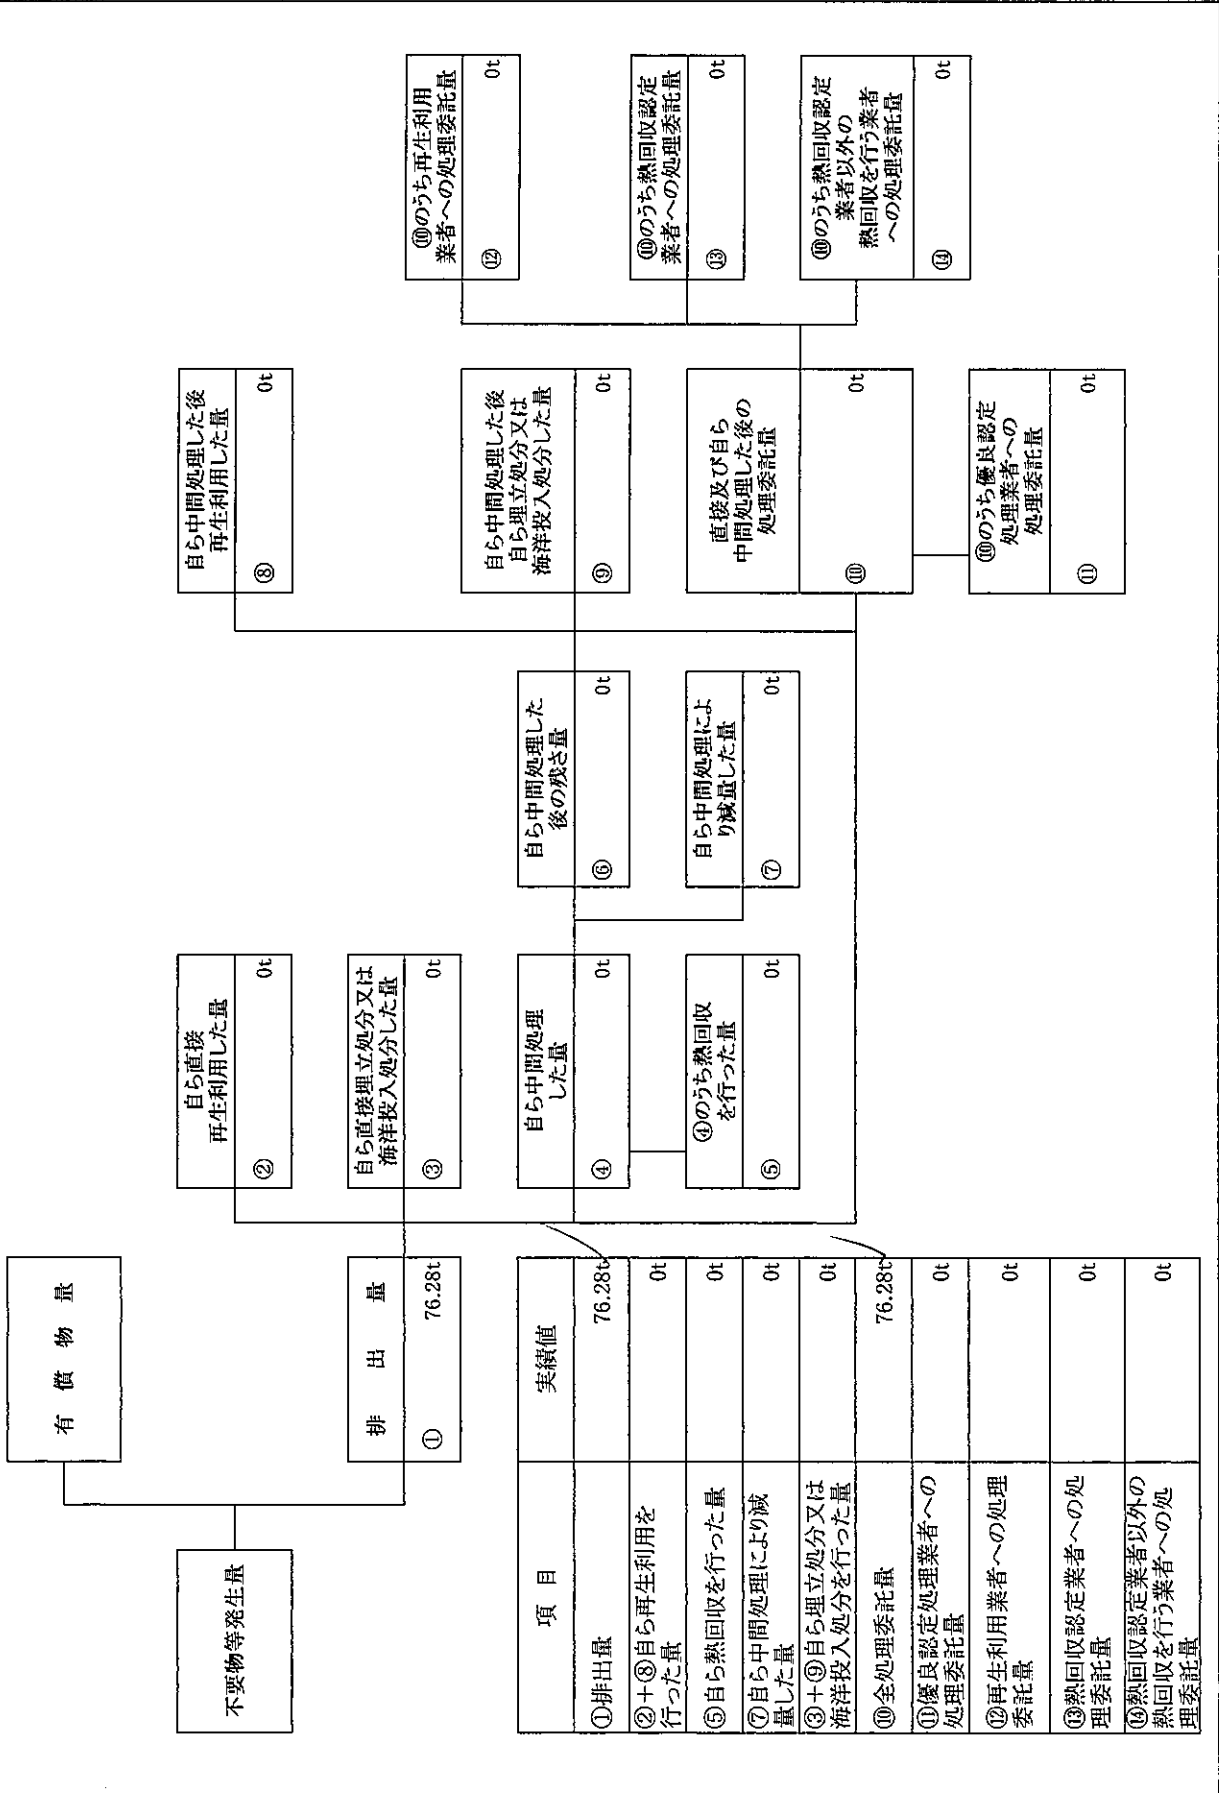 有償物量
不要物等発生量
排出量
① 76.28t
自ら直接
再生利用した量
② 0t
自ら直接埋立処分又は
海洋投入処分した量
③ 0t
自ら中間処理
した量
④ 0t
④のうち熱回収
を行った量
⑤ 0t
自ら中間処理した
後の残さ量
⑥ 0t
自ら中間処理によ
り減量した量
⑦ 0t
自ら中間処理した後
再生利用した量
⑧ 0t
自ら中間処理した後
自ら埋立処分又は
海洋投入処分した量
⑨ 0t
直接及び自ら
中間処理した後の
処理委託量
⑩ 0t
⑩のうち優良認定
処理業者への
処理委託量
⑪ 0t
⑩のうち再生利用
業者への処理委託量
⑫ 0t
⑩のうち熱回収認定
業者への処理委託量
⑬ 0t
⑩のうち熱回収認定
業者以外の
熱回収を行う業者
への処理委託量
⑭ 0t
項目 実績値
①排出量 76.28t
②+⑧自ら再生利用を
行った量 0t
⑤自ら熱回収を行った量 0t
⑦自ら中間処理により減
量した量 0t
③+⑨自ら埋立処分又は
海洋投入処分を行った量 0t
⑩全処理委託量 76.28t
⑪優良認定処理業者への
処理委託量 0t
⑫再生利用業者への処理
委託量 0t
⑬熱回収認定業者への処
理委託量 0t
⑭熱回収認定業者以外の
熱回収を行う業者への処
理委託量 0t